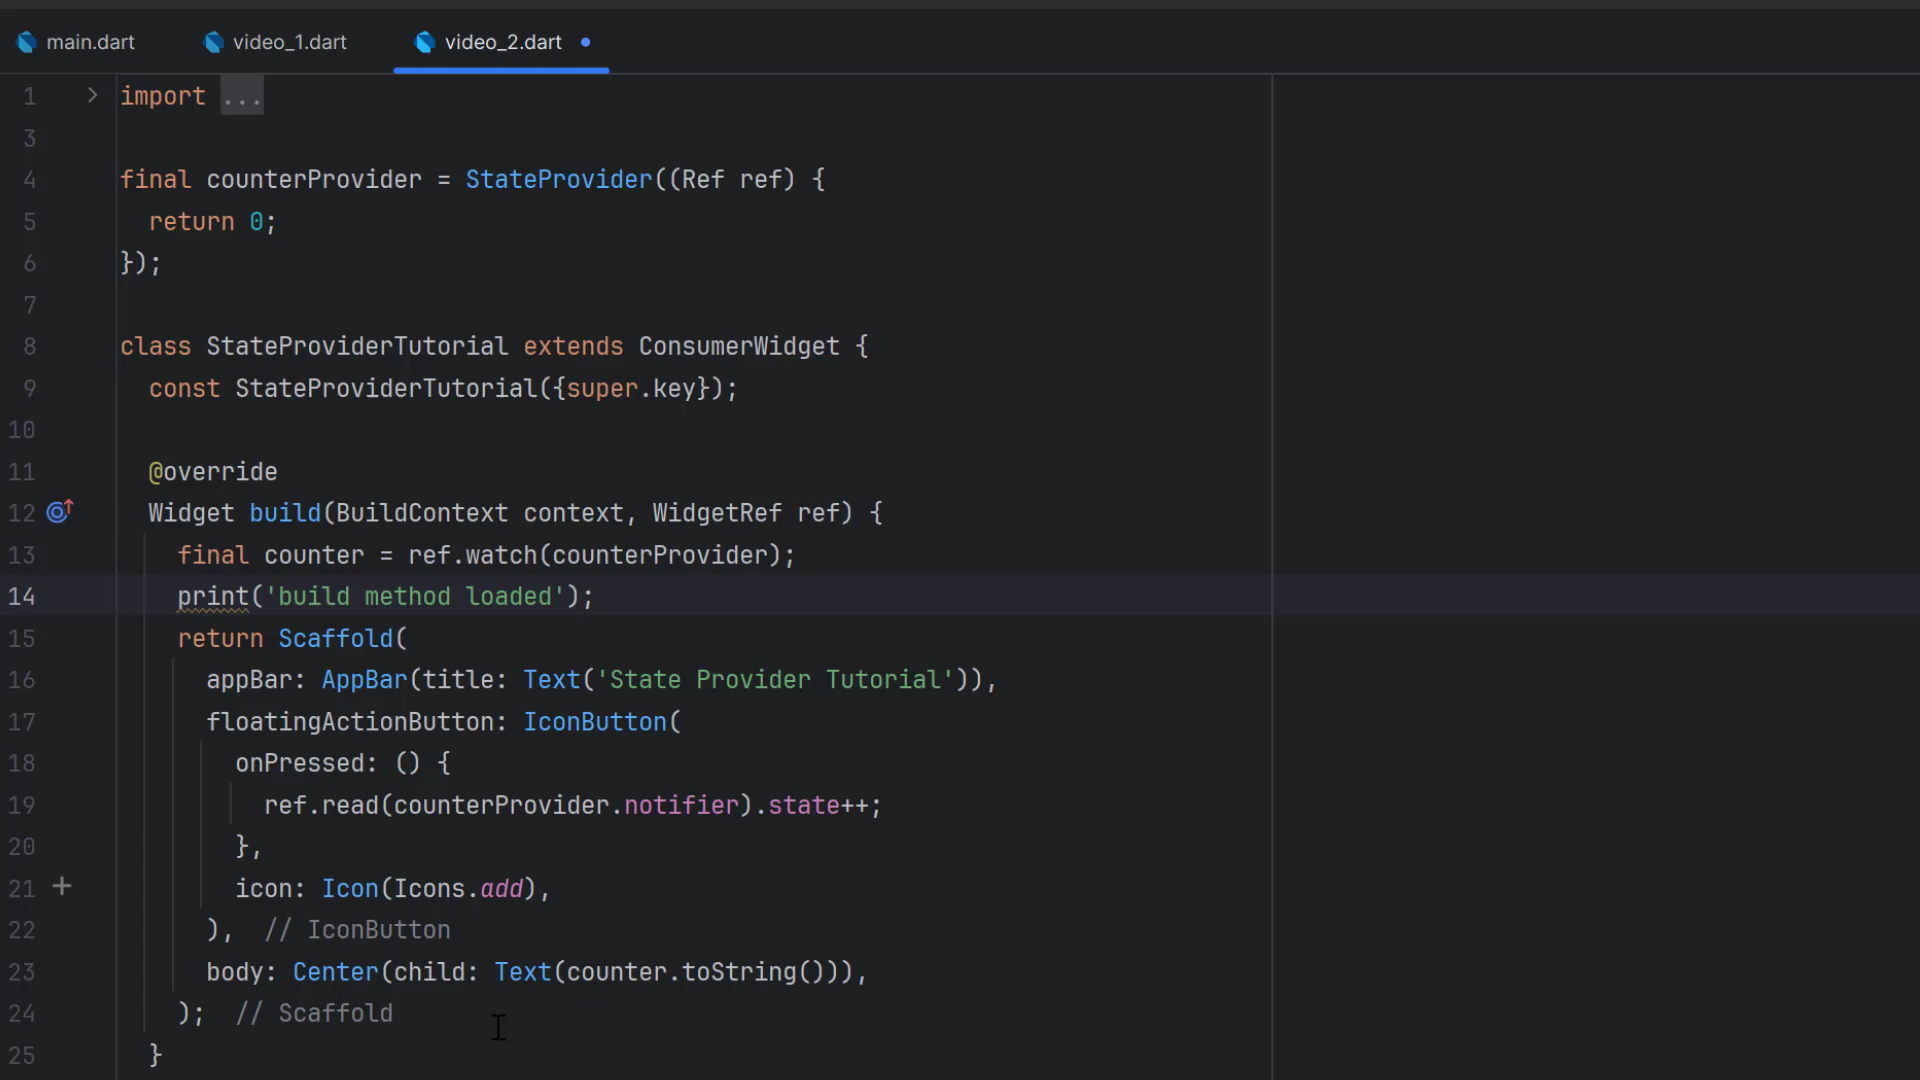 main.dart video_1.dart video_2.dart
1 import ...
3
4 final counterProvider = StateProvider((Ref ref) {
5 return 0;
6 });
7
8 class StateProviderTutorial extends ConsumerWidget {
9 const StateProviderTutorial({super.key});
10
11 @override
12 Widget build(BuildContext context, WidgetRef ref) {
13 final counter = ref.watch(counterProvider);
14 print('build method loaded');
15 return Scaffold(
16 appBar: AppBar(title: Text('State Provider Tutorial')),
17 floatingActionButton: IconButton(
18 onPressed: () {
19 ref.read(counterProvider.notifier).state++;
20 },
21 icon: Icon(Icons.add),
22 ), // IconButton
23 body: Center(child: Text(counter.toString())),
24 ); // Scaffold
25 }